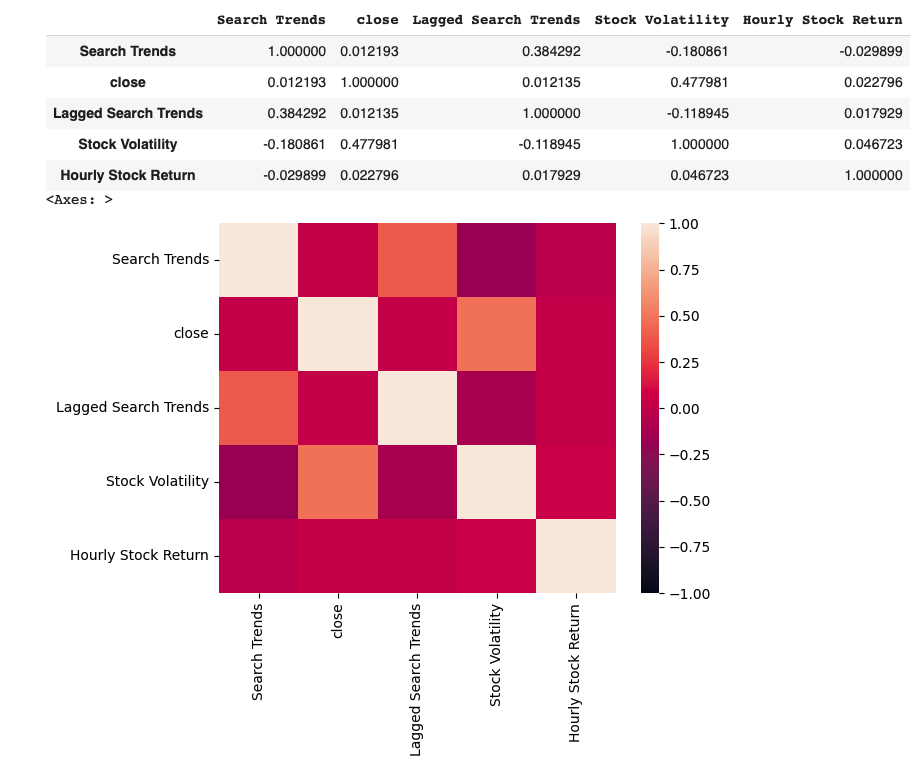 Search Trends close Lagged Search Trends Stock Volatility Hourly Stock Return
Search Trends 1.000000 0.012193 0.384292 -0.180861 -0.029899
close 0.012193 1.000000 0.012135 0.477981 0.022796
Lagged Search Trends 0.384292 0.012135 1.000000 -0.118945 0.017929
Stock Volatility -0.180861 0.477981 -0.118945 1.000000 0.046723
Hourly Stock Return -0.029899 0.022796 0.017929 0.046723 1.000000
<Axes: >
Search Trends
close
Lagged Search Trends
Stock Volatility
Hourly Stock Return
1.00
0.75
0.50
0.25
0.00
−0.25
−0.50
−0.75
−1.00
Search Trends
close
Lagged Search Trends
Stock Volatility
Hourly Stock Return